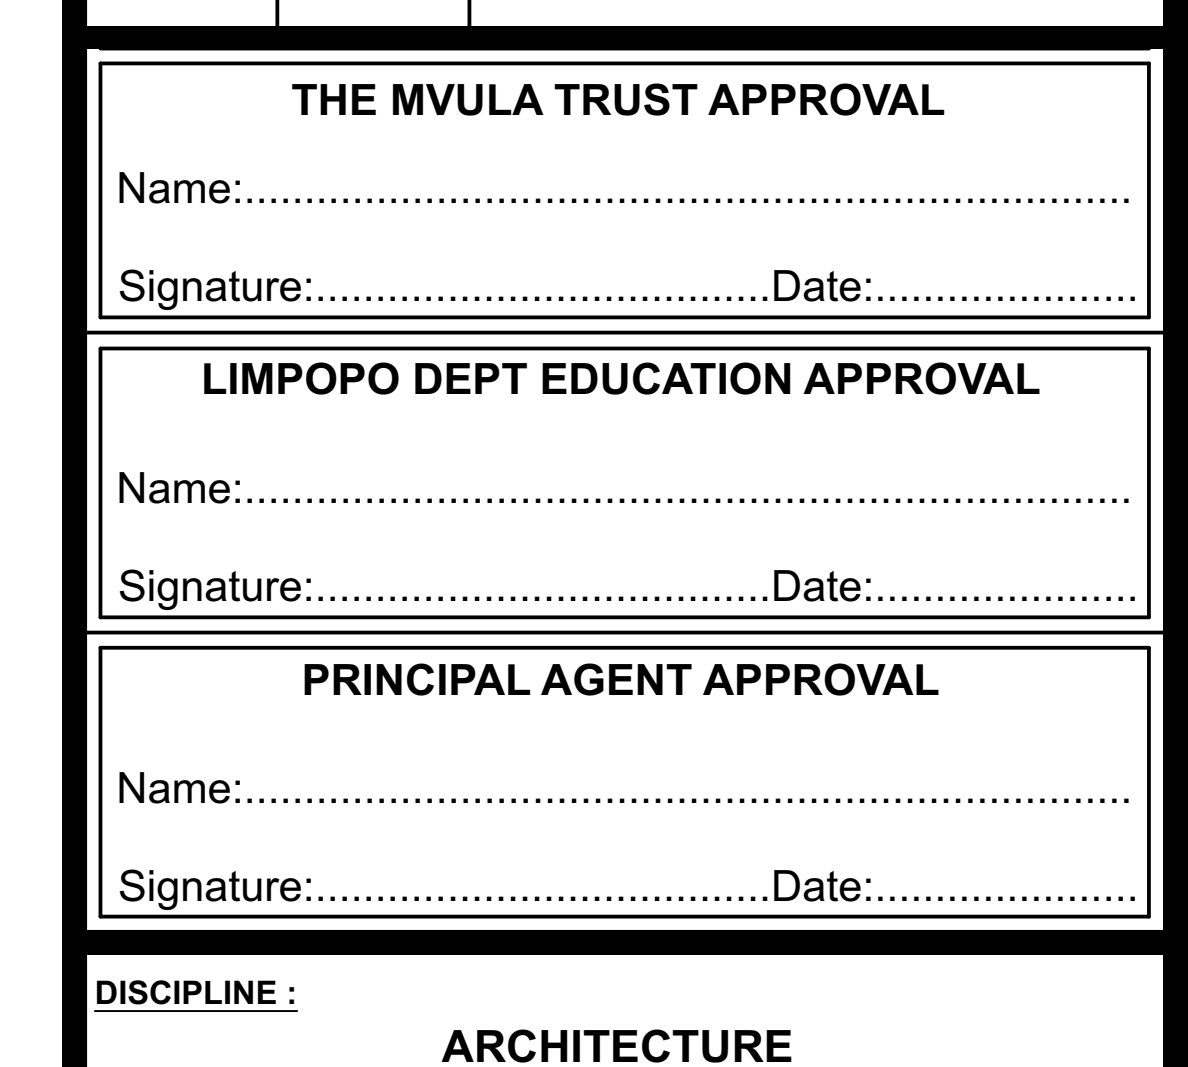 THE MVULA TRUST APPROVAL
Name:..........................................................................
Signature:......................................Date:......................
LIMPOPO DEPT EDUCATION APPROVAL
Name:..........................................................................
Signature:......................................Date:......................
PRINCIPAL AGENT APPROVAL
Name:..........................................................................
Signature:......................................Date:......................
DISCIPLINE :
ARCHITECTURE